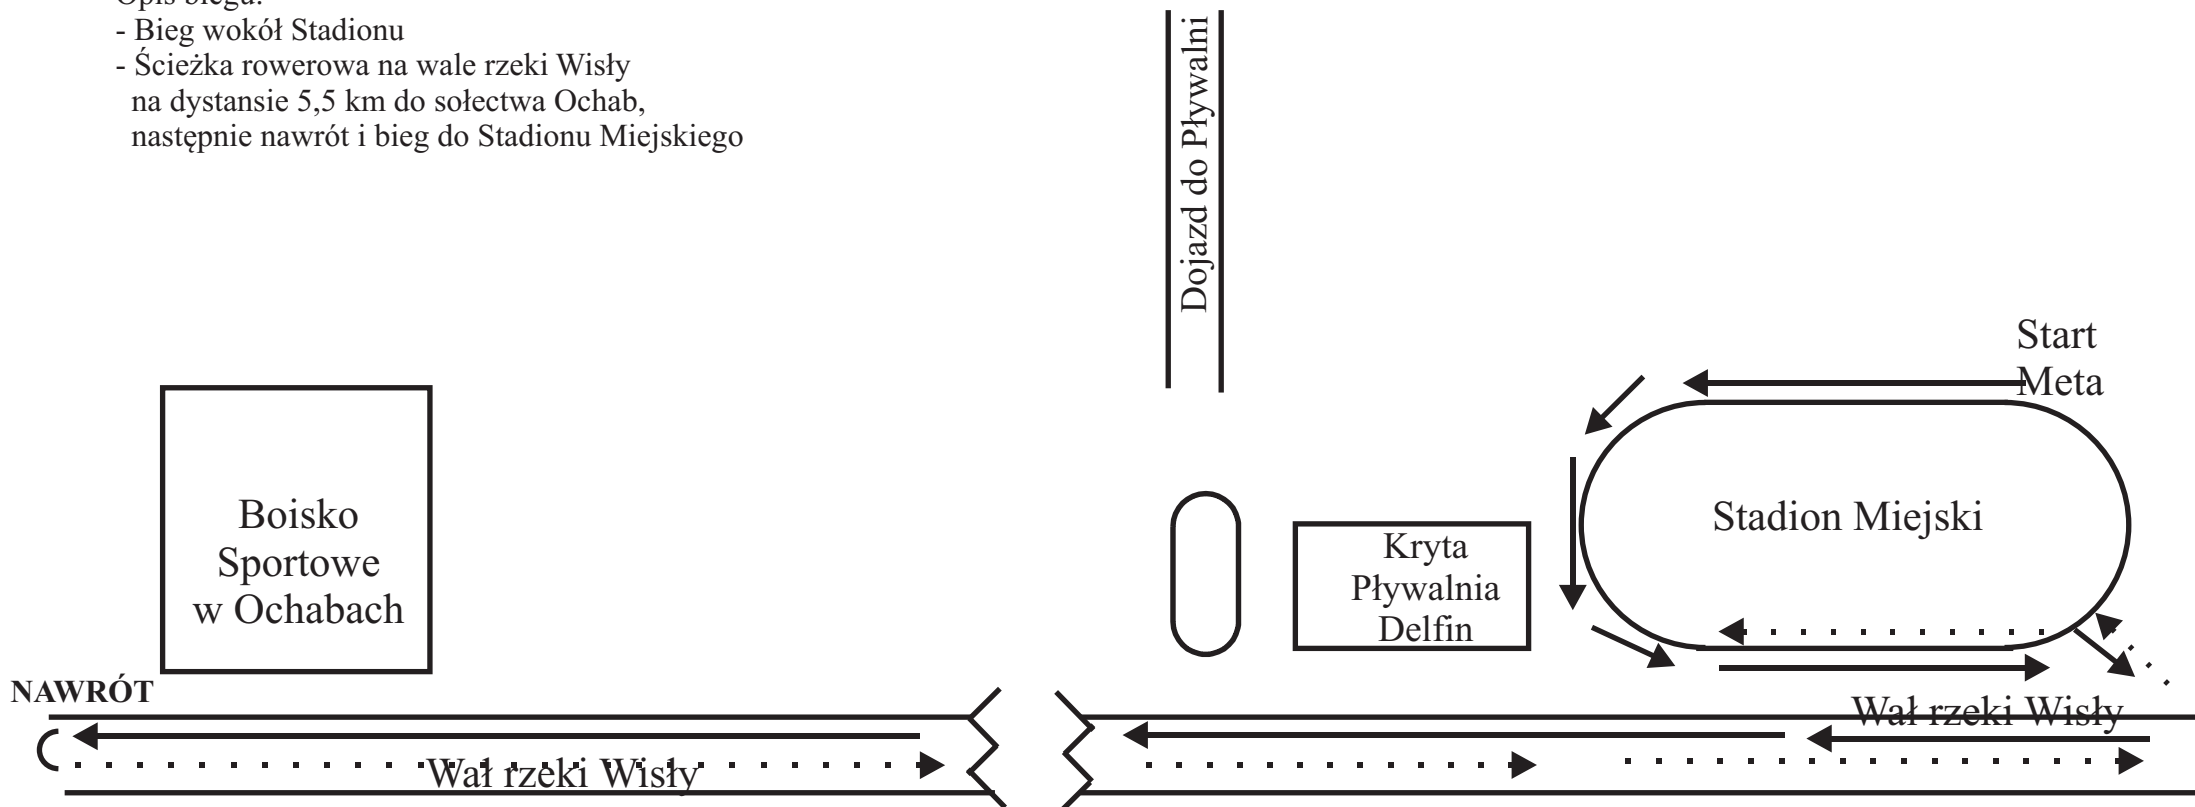 Opis biegu:
- Bieg wokół Stadionu
- Ścieżka rowerowa na wale rzeki Wisły
na dystansie 5,5 km do sołectwa Ochab,
następnie nawrót i bieg do Stadionu Miejskiego
Dojazd do Pływalni
Start
Meta
Boisko
Sportowe
w Ochabach
Kryta
Pływalnia
Delfin
Stadion Miejski
NAWRÓT
Wał rzeki Wisły
Wał rzeki Wisły